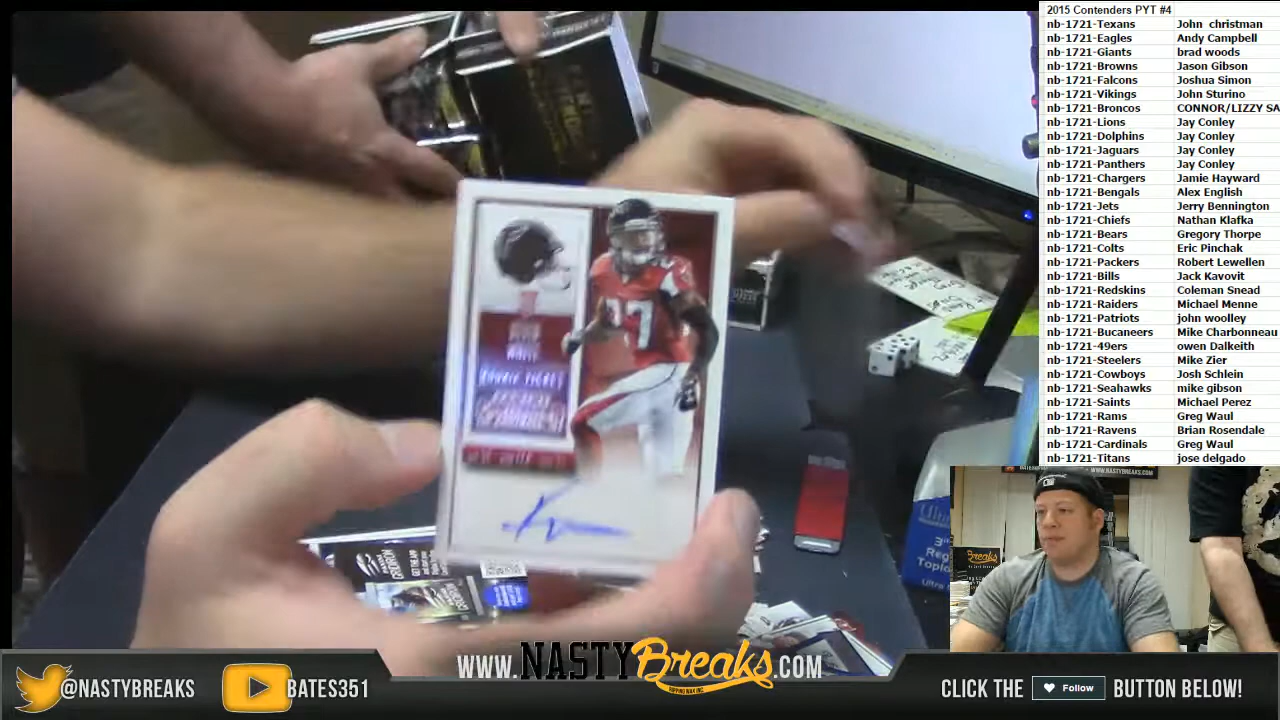 2015 Contenders PYT #4
nb-1721-Texans John christman
nb-1721-Eagles Andy Campbell
nb-1721-Giants brad woods
nb-1721-Browns Jason Gibson
nb-1721-Falcons Joshua Simon
nb-1721-Vikings John Sturino
nb-1721-Broncos CONNOR/LIZZY SA
nb-1721-Lions Jay Conley
nb-1721-Dolphins Jay Conley
nb-1721-Jaguars Jay Conley
nb-1721-Panthers Jay Conley
nb-1721-Chargers Jamie Hayward
nb-1721-Bengals Alex English
nb-1721-Jets Jerry Bennington
nb-1721-Chiefs Nathan Klafka
nb-1721-Bears Gregory Thorpe
nb-1721-Colts Eric Pinchak
nb-1721-Packers Robert Lewellen
nb-1721-Bills Jack Kavovit
nb-1721-Redskins Coleman Snead
nb-1721-Raiders Michael Menne
nb-1721-Patriots john woolley
nb-1721-Bucaneers Mike Charbonneau
nb-1721-49ers owen Dalkeith
nb-1721-Steelers Mike Zier
nb-1721-Cowboys Josh Schlein
nb-1721-Seahawks mike gibson
nb-1721-Saints Michael Perez
nb-1721-Rams Greg Waul
nb-1721-Ravens Brian Rosendale
nb-1721-Cardinals Greg Waul
nb-1721-Titans jose delgado
WHITE
ROOKIE TICKET
Breaks
@NASTYBREAKS
BATES351
WWW.NASTYBreaks.COM
CLICK THE Follow BUTTON BELOW!